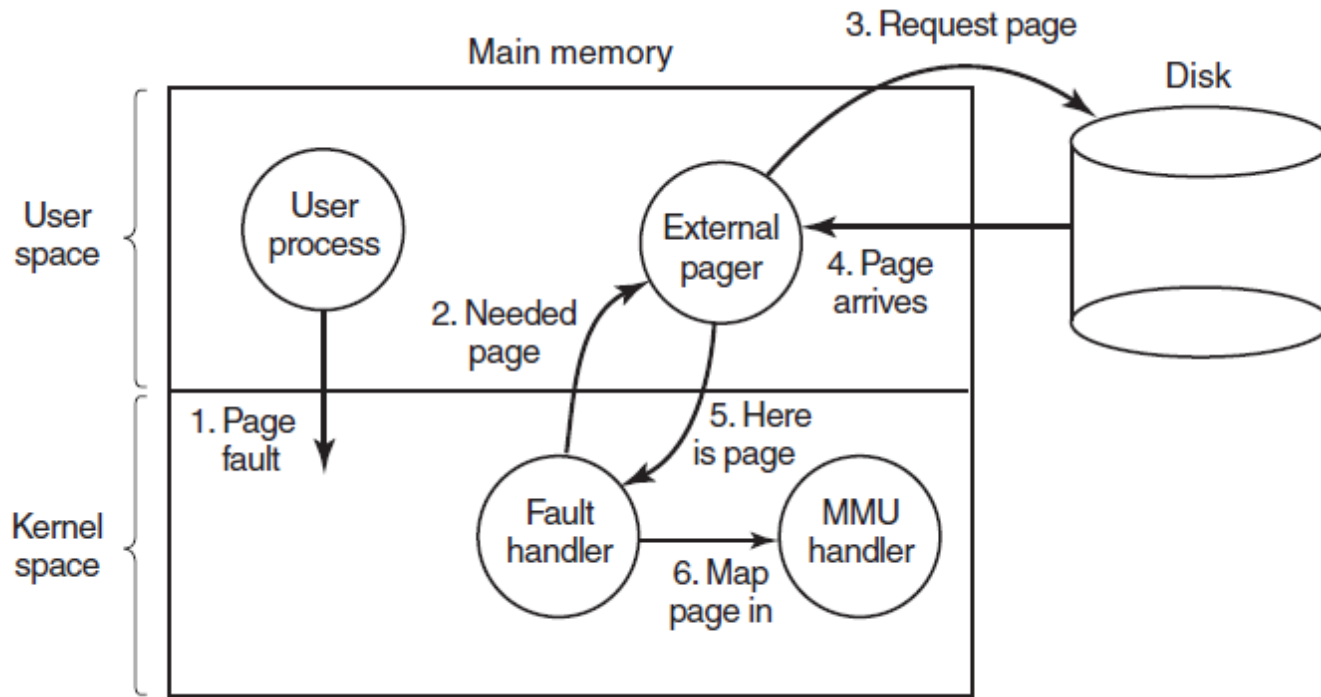 3. Request page
Main memory
Disk
User
space
User
process
External
pager
4. Page
arrives
2. Needed
page
1. Page
fault
5. Here
is page
Kernel
space
Fault
handler
MMU
handler
6. Map
page in